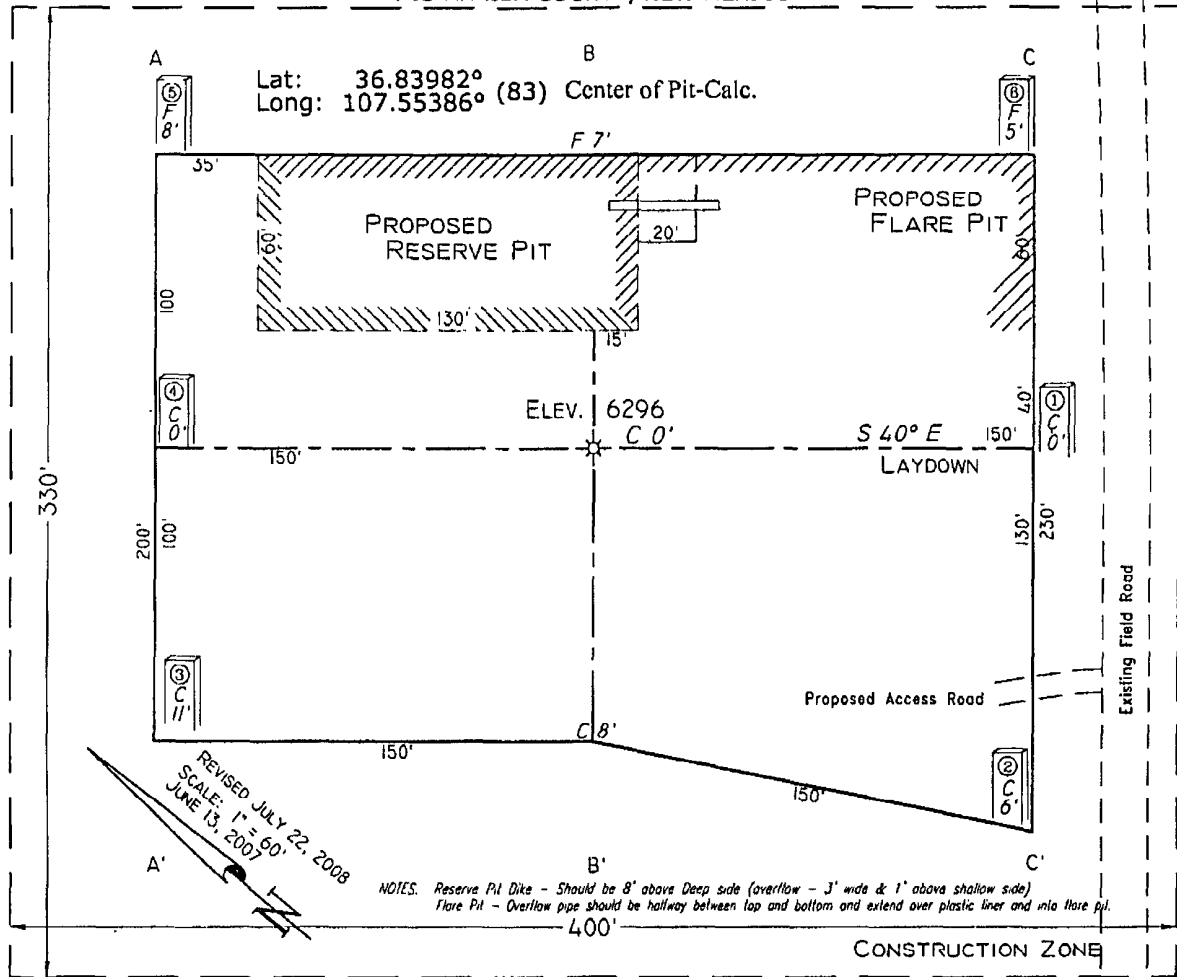 A
B
C
Lat: 36.83982°
Long: 107.55386° (83) Center of Pit-Calc.
⑤ F 8'
⑥ F 5'
F 7'
35'
PROPOSED
RESERVE PIT
PROPOSED
FLARE PIT
60'
20'
60'
100
130'
15'
④ C 0'
ELEV. 6296
C 0'
40'
① C 0'
150'
S 40° E
150'
LAYDOWN
330'
200'
100'
130'
230'
Existing Field Road
③ C 11'
Proposed Access Road
C 8'
150'
150'
② C 6'
REVISED JULY 22, 2008
SCALE: 1" = 60'
JUNE 13, 2007
N
A'
B'
C'
NOTES. Reserve Pit Dike - Should be 8' above Deep side (overflow - 3' wide & 1' above shallow side)
Flare Pit - Overflow pipe should be halfway between top and bottom and extend over plastic liner and into flare pit.
400'
CONSTRUCTION ZONE